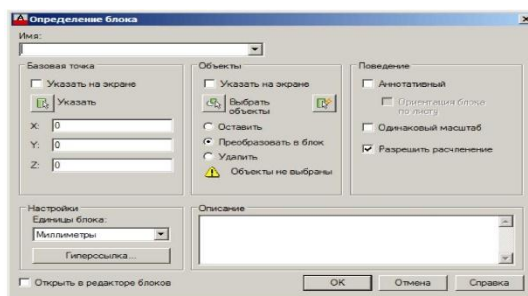 Определение блока
Имя:
Базовая точка
Указать на экране
Указать
X: 0
Y: 0
Z: 0
Объекты
Указать на экране
Выбрать объекты
Оставить
Преобразовать в блок
Удалить
Объекты не выбраны
Поведение
Аннотативный
Ориентация блока по листу
Одинаковый масштаб
Разрешить расчленение
Настройки
Единицы блока:
Миллиметры
Гиперссылка...
Описание
Открыть в редакторе блоков
OK
Отмена
Справка